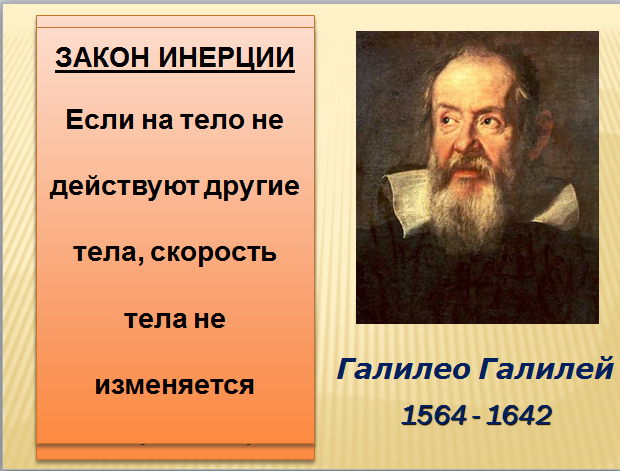 ЗАКОН ИНЕРЦИИ
Если на тело не
действуют другие
тела, скорость
тела не
изменяется
Галилео Галилей
1564 - 1642